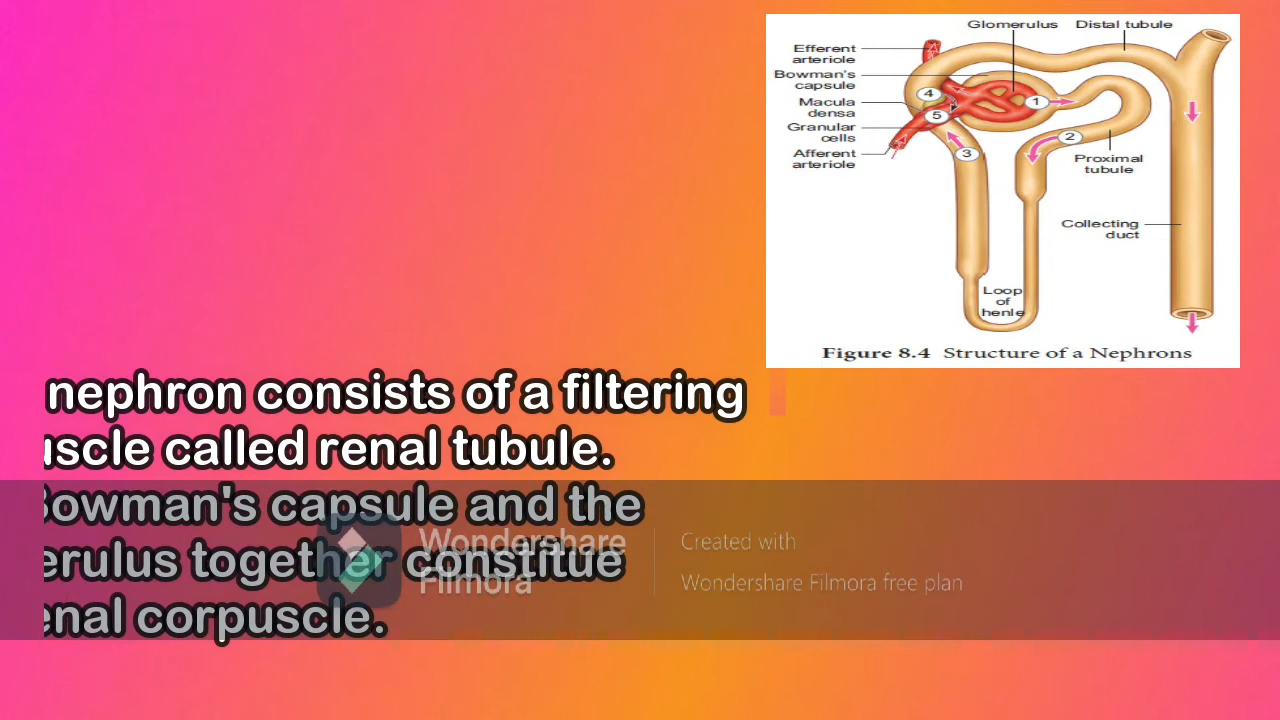 Glomerulus
Distal tubule
Efferent
arteriole
Bowman's
capsule
Macula
densa
Granular
cells
Afferent
arteriole
4
5
1
2
3
Proximal
tubule
Collecting
duct
Loop
of
henle
Figure 8.4 Structure of a Nephrons
nephron consists of a filtering
uscle called renal tubule.
Bowman's capsule and the
erulus together constitue
enal corpuscle.
Wondershare
Filmora
Created with
Wondershare Filmora free plan